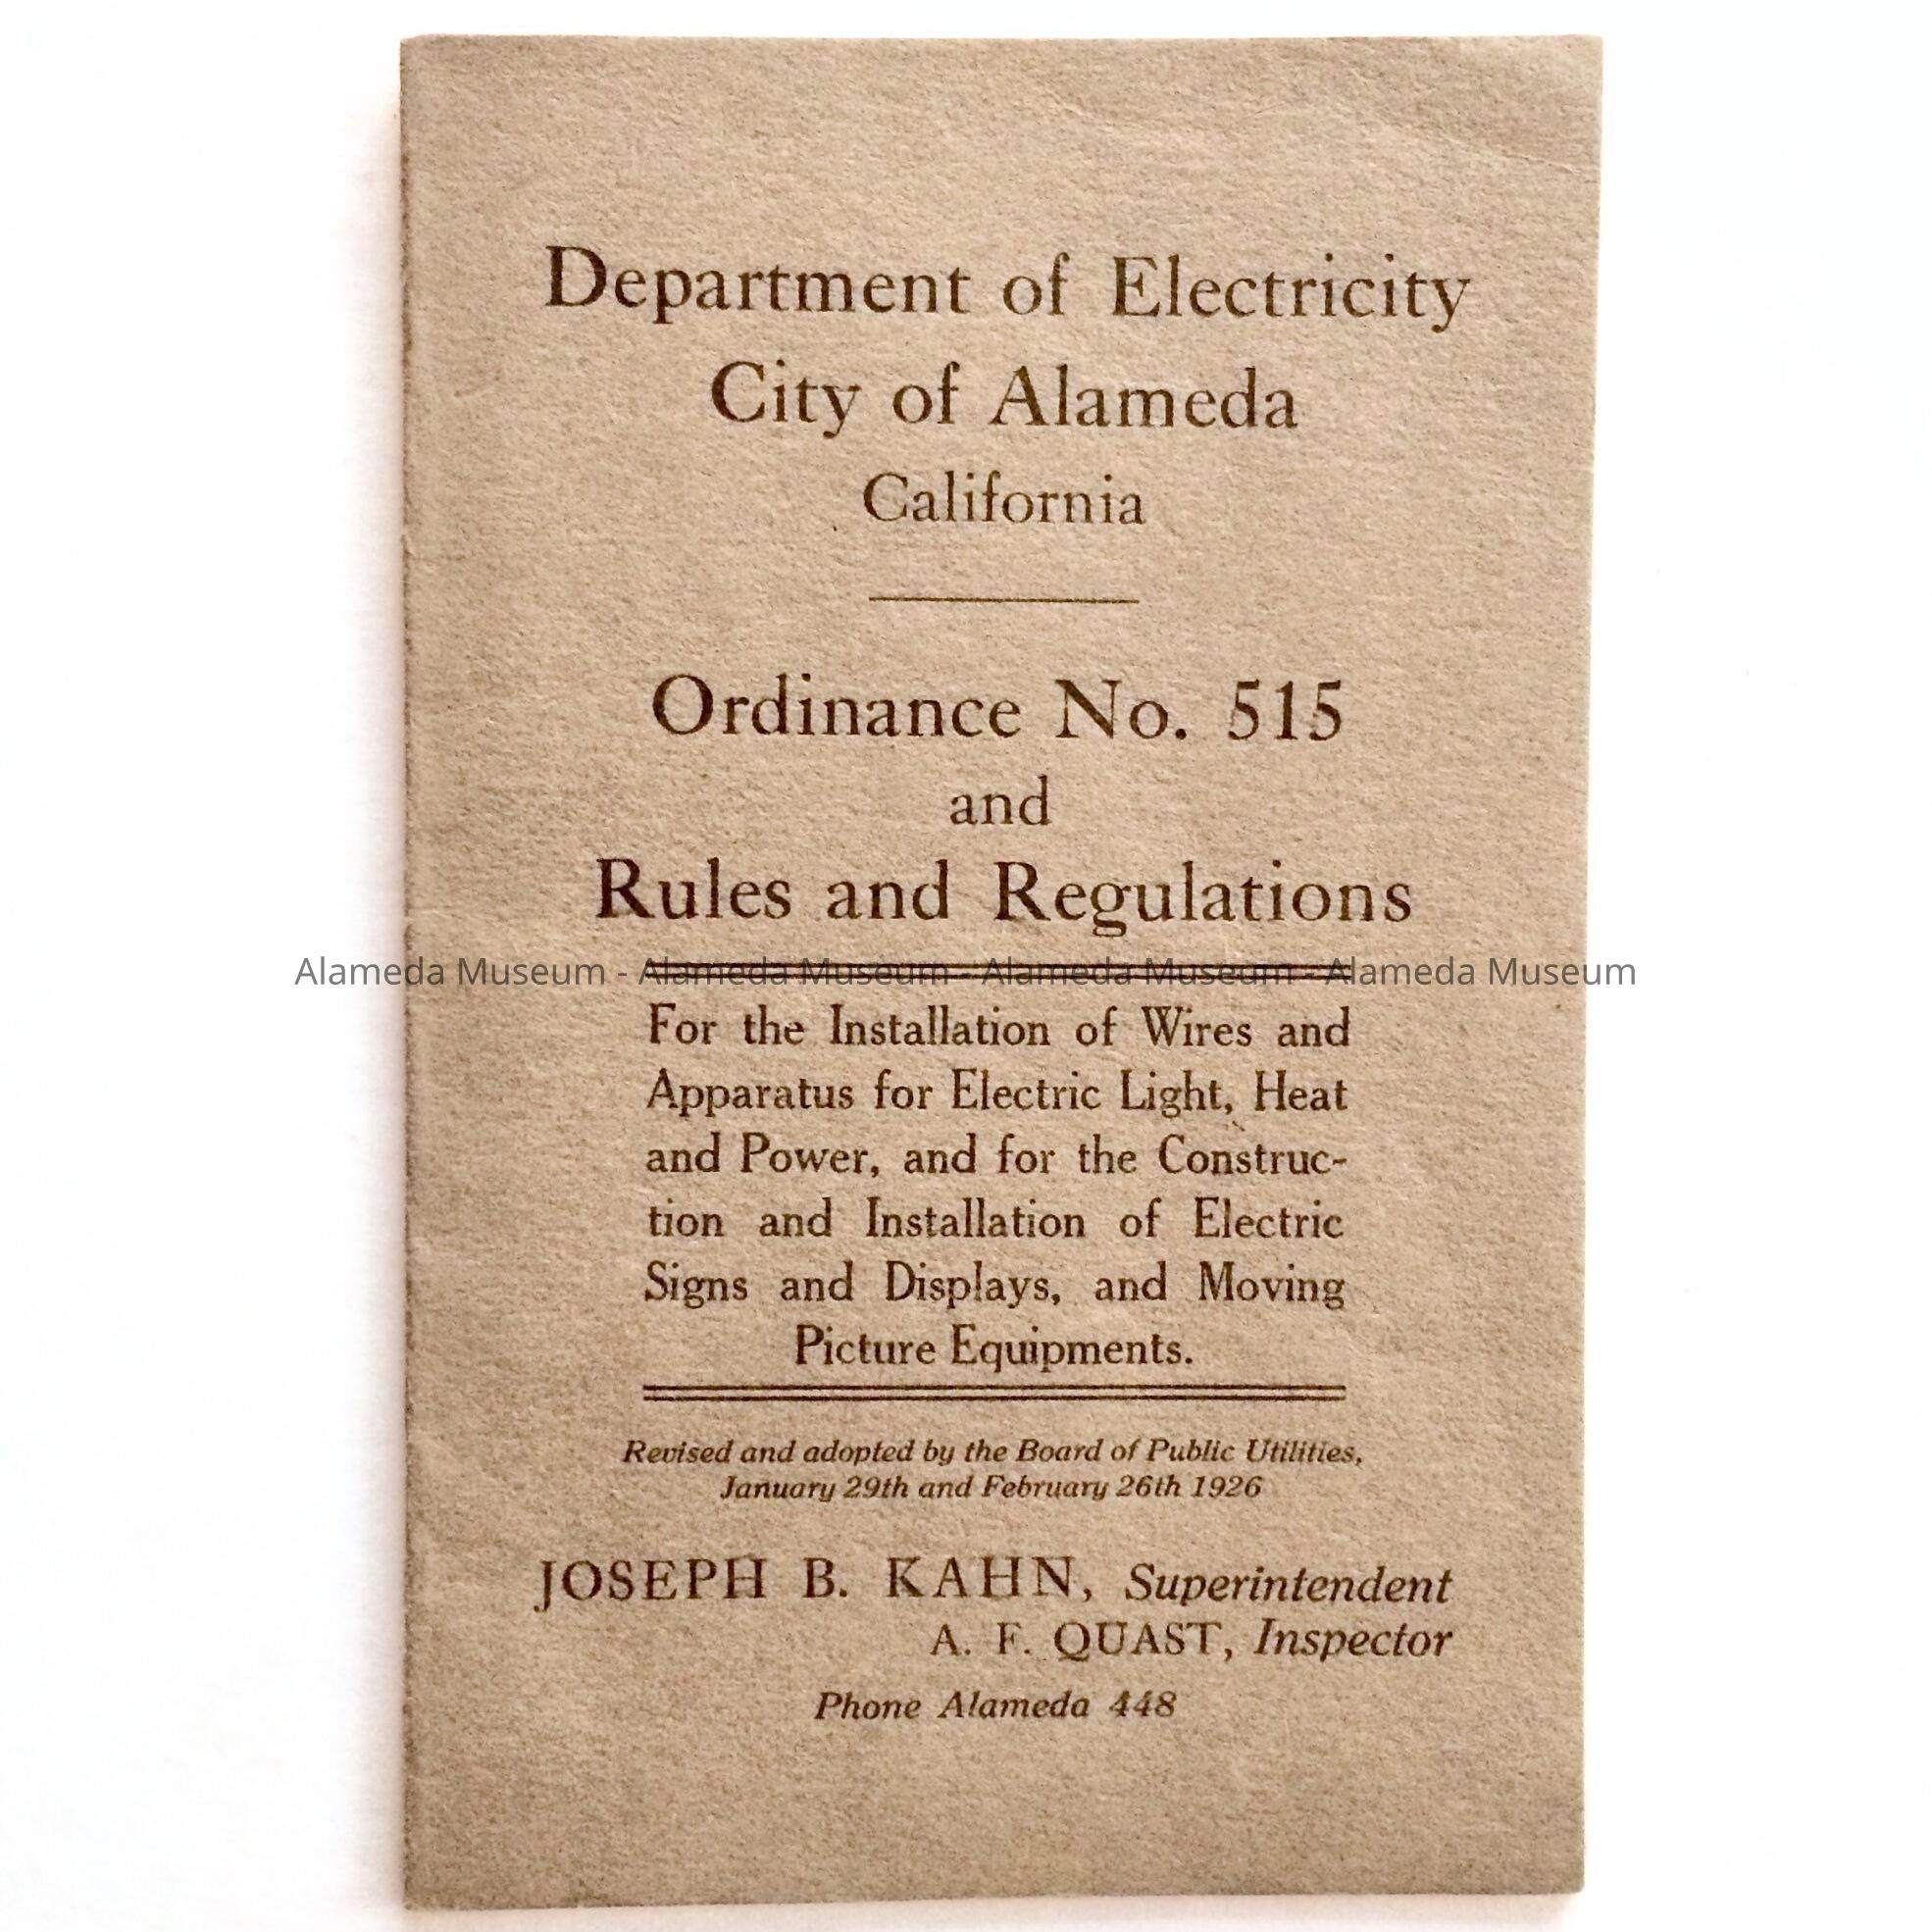 Department of Electricity
City of Alameda
California
Ordinance No. 515
and
Rules and Regulations
Alameda Museum - Alameda Museum - Alameda Museum - Alameda Museum
For the Installation of Wires and
Apparatus for Electric Light, Heat
and Power, and for the Construc-
tion and Installation of Electric
Signs and Displays, and Moving
Picture Equipments.
Revised and adopted by the Board of Public Utilities,
January 29th and February 26th 1926
JOSEPH B. KAHN, Superintendent
A. F. QUAST, Inspector
Phone Alameda 448